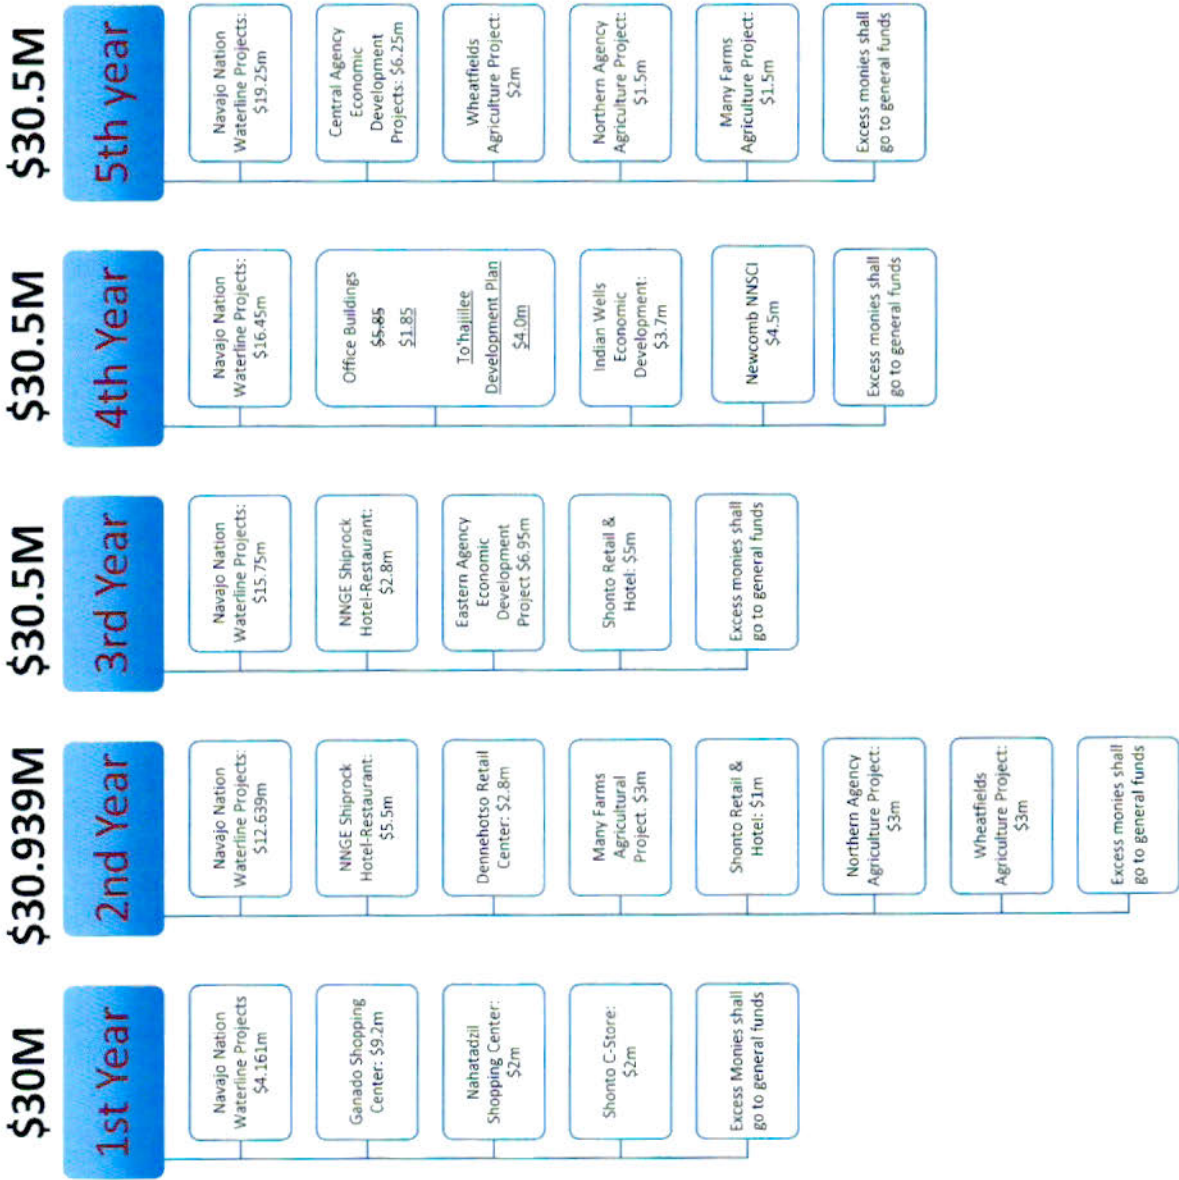 $30M
1st Year
Navajo Nation
Waterline Projects
$4.161m
Ganado Shopping
Center: $9.2m
Nahatadzil
Shopping Center:
$2m
Shonto C-Store:
$2m
Excess Monies shall
go to general funds
$30.939M
2nd Year
Navajo Nation
Waterline Projects:
$12.639m
NNGE Shiprock
Hotel-Restaurant:
$5.5m
Dennehotso Retail
Center: $2.8m
Many Farms
Agricultural
Project. $3m
Shonto Retail &
Hotel: $1m
Northern Agency
Agriculture Project:
$3m
Wheatfields
Agriculture Project:
$3m
Excess monies shall
go to general funds
$30.5M
3rd Year
Navajo Nation
Waterline Projects:
$15.75m
NNGE Shiprock
Hotel-Restaurant:
$2.8m
Eastern Agency
Economic
Development
Project $6.95m
Shonto Retail &
Hotel: $5m
Excess monies shall
go to general funds
$30.5M
4th Year
Navajo Nation
Waterline Projects:
$16.45m
Office Buildings
$5.85
$1.85
To'hajiilee
Development Plan
$4.0m
Indian Wells
Economic
Development:
$3.7m
Newcomb NNSCI
$4.5m
Excess monies shall
go to general funds
$30.5M
5th year
Navajo Nation
Waterline Projects:
$19.25m
Central Agency
Economic
Development
Projects: $6.25m
Wheatfields
Agriculture Project:
$2m
Northern Agency
Agriculture Project:
$1.5m
Many Farms
Agriculture Project:
$1.5m
Excess monies shall
go to general funds